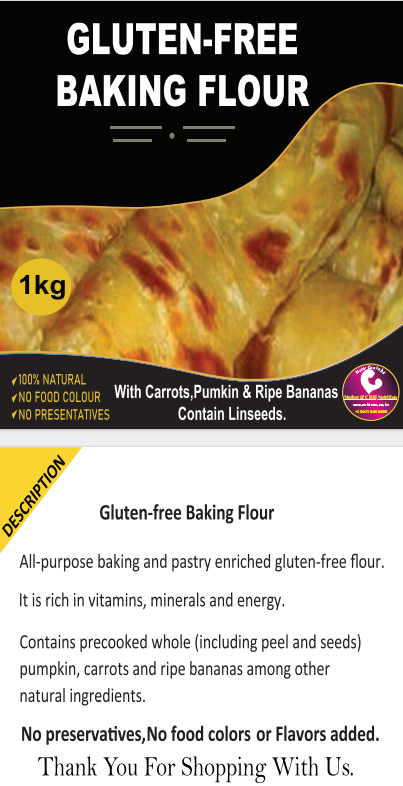 GLUTEN-FREE
BAKING FLOUR
1kg
✓100% NATURAL
✓NO FOOD COLOUR
✓NO PRESENTATIVES
With Carrots,Pumkin & Ripe Bananas
Contain Linseeds.
DESCRIPTION
Gluten-free Baking Flour
All-purpose baking and pastry enriched gluten-free flour.
It is rich in vitamins, minerals and energy.
Contains precooked whole (including peel and seeds)
pumpkin, carrots and ripe bananas among other
natural ingredients.
No preservatives,No food colors or Flavors added.
Thank You For Shopping With Us.